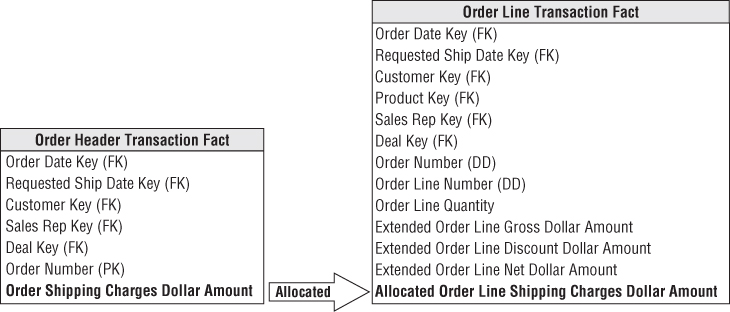 Order Header Transaction Fact
Order Date Key (FK)
Requested Ship Date Key (FK)
Customer Key (FK)
Sales Rep Key (FK)
Deal Key (FK)
Order Number (PK)
Order Shipping Charges Dollar Amount
Allocated
Order Line Transaction Fact
Order Date Key (FK)
Requested Ship Date Key (FK)
Customer Key (FK)
Product Key (FK)
Sales Rep Key (FK)
Deal Key (FK)
Order Number (DD)
Order Line Number (DD)
Order Line Quantity
Extended Order Line Gross Dollar Amount
Extended Order Line Discount Dollar Amount
Extended Order Line Net Dollar Amount
Allocated Order Line Shipping Charges Dollar Amount